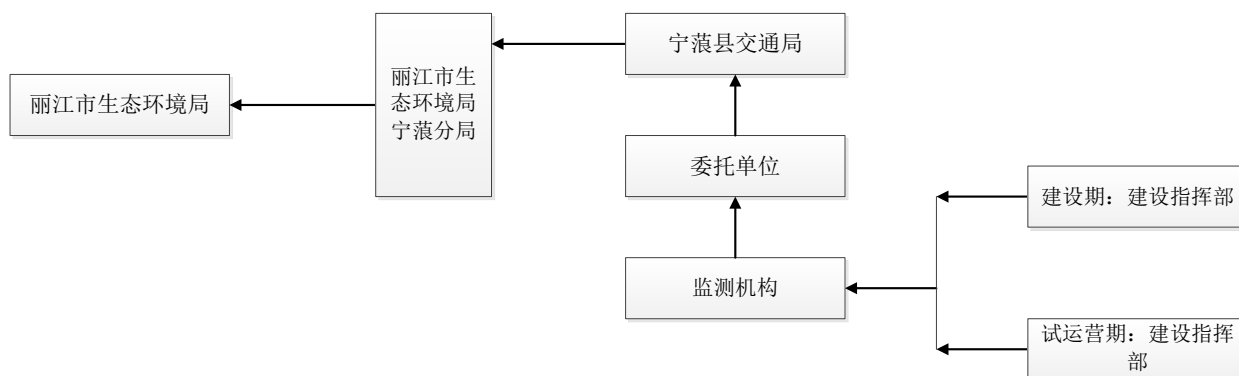 宁蒗县交通局
丽江市生
态环境局
宁蒗分局
丽江市生态环境局
委托单位
建设期：建设指挥部
监测机构
试运营期：建设指挥
部